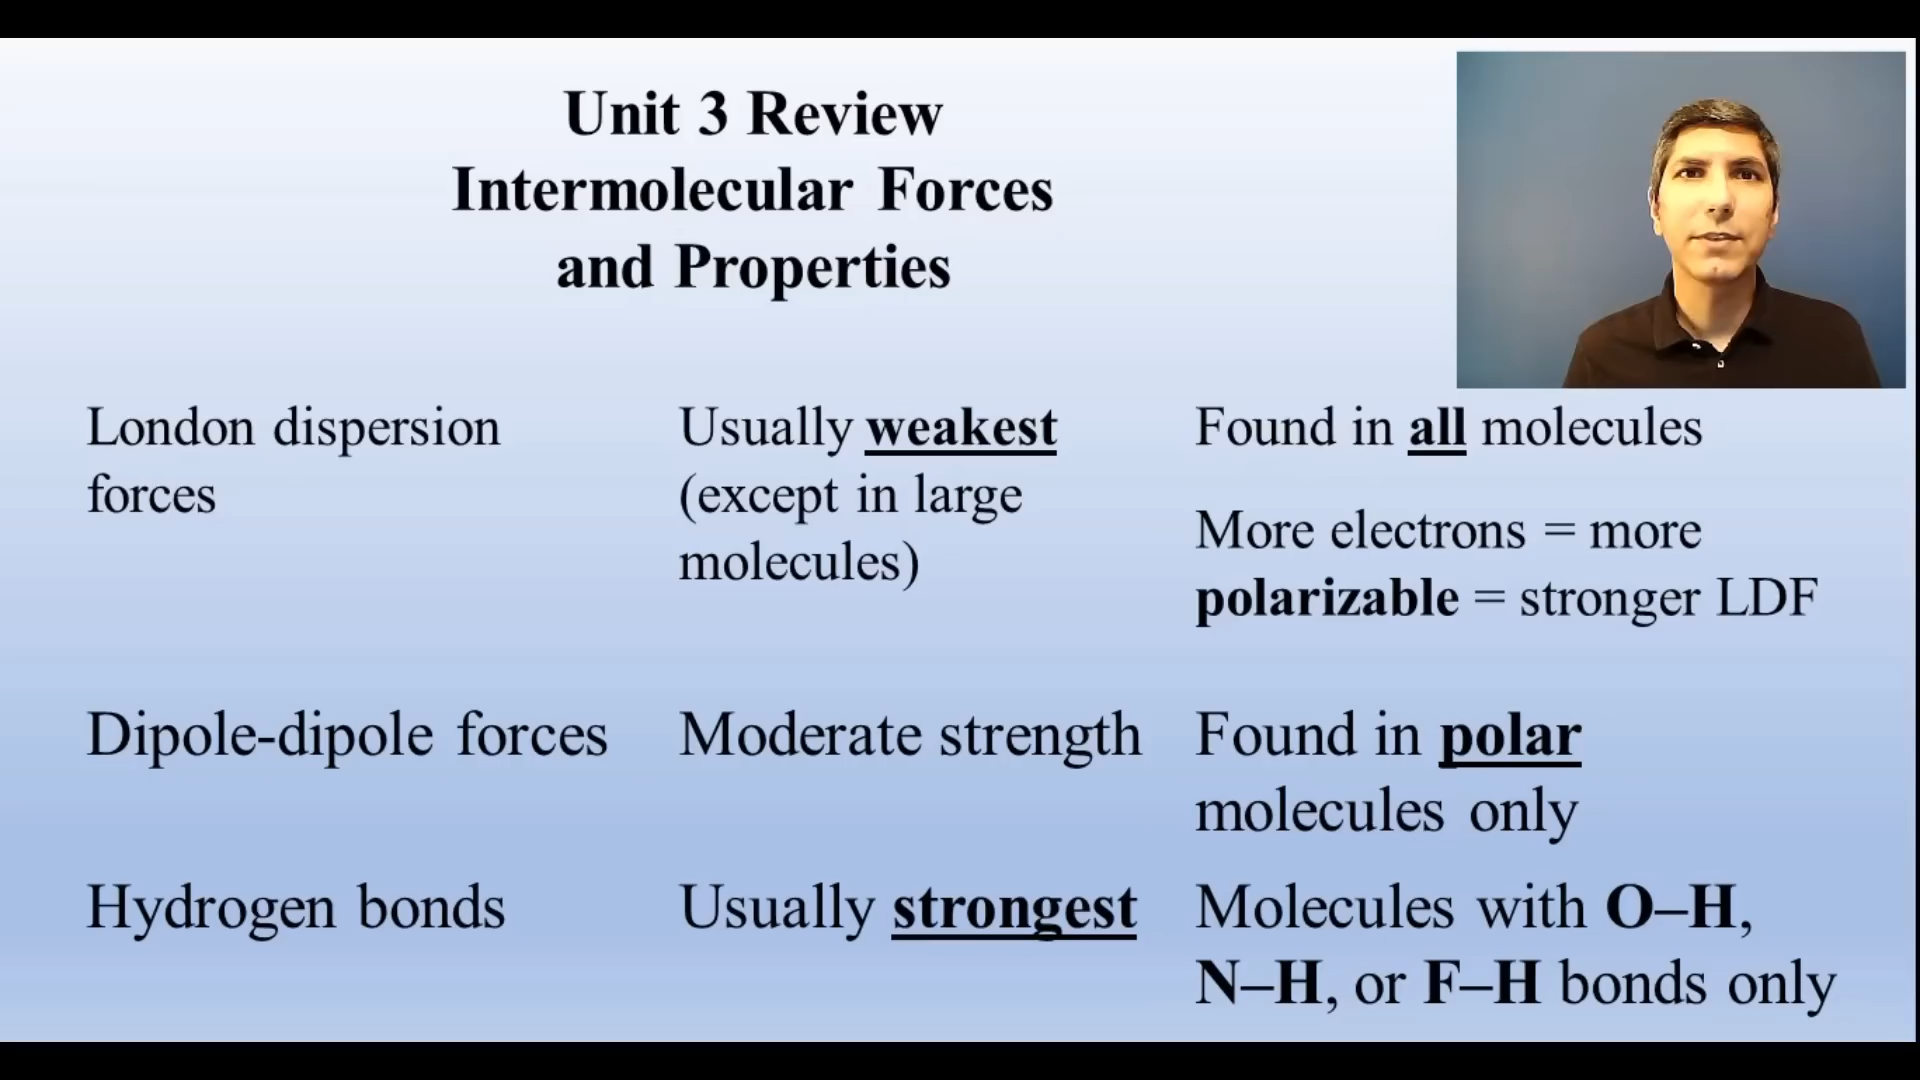 Unit 3 Review
Intermolecular Forces
and Properties
London dispersion
forces
Usually weakest
(except in large
molecules)
Found in all molecules
More electrons = more
polarizable = stronger LDF
Dipole-dipole forces
Moderate strength
Found in polar
molecules only
Hydrogen bonds
Usually strongest
Molecules with O–H,
N–H, or F–H bonds only